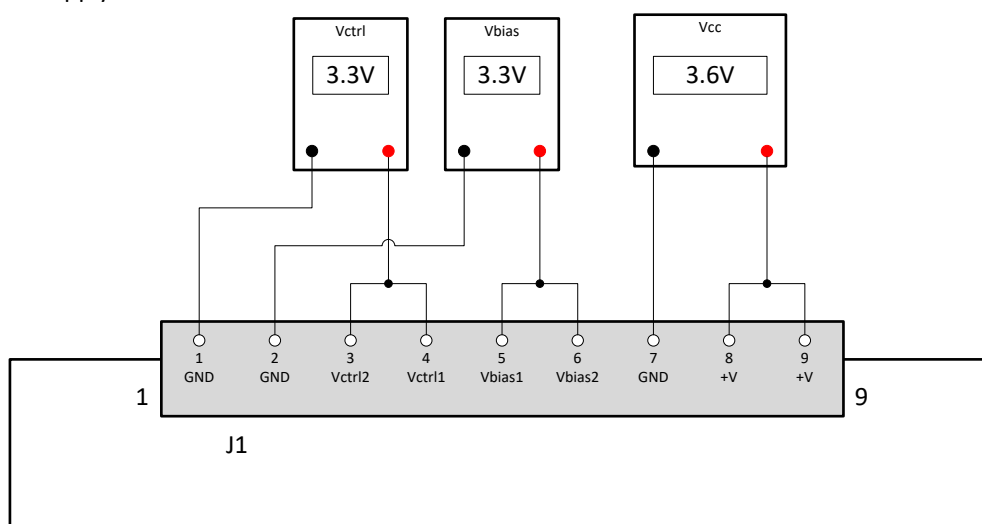 Vctrl
3.3V
Vbias
3.3V
Vcc
3.6V
1 2 3 4 5 6 7 8 9
GND GND Vctrl2 Vctrl1 Vbias1 Vbias2 GND +V +V
1
9
J1